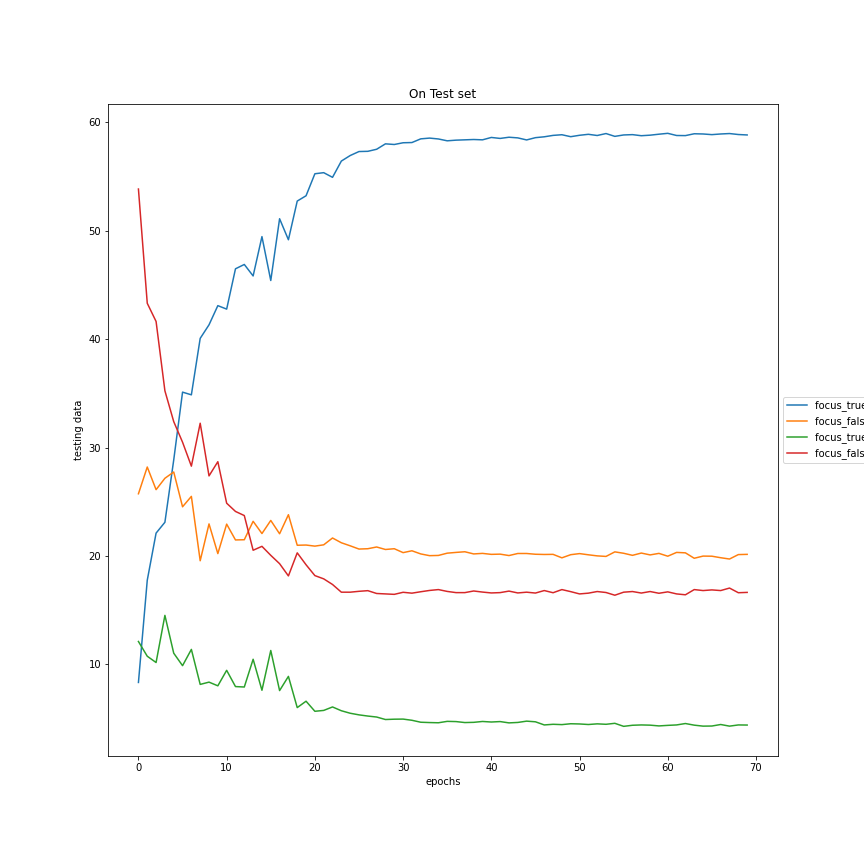 On Test set
60
50
40
30
20
10
testing data
0 10 20 30 40 50 60 70
epochs
focus_true
focus_fals
focus_true
focus_fals